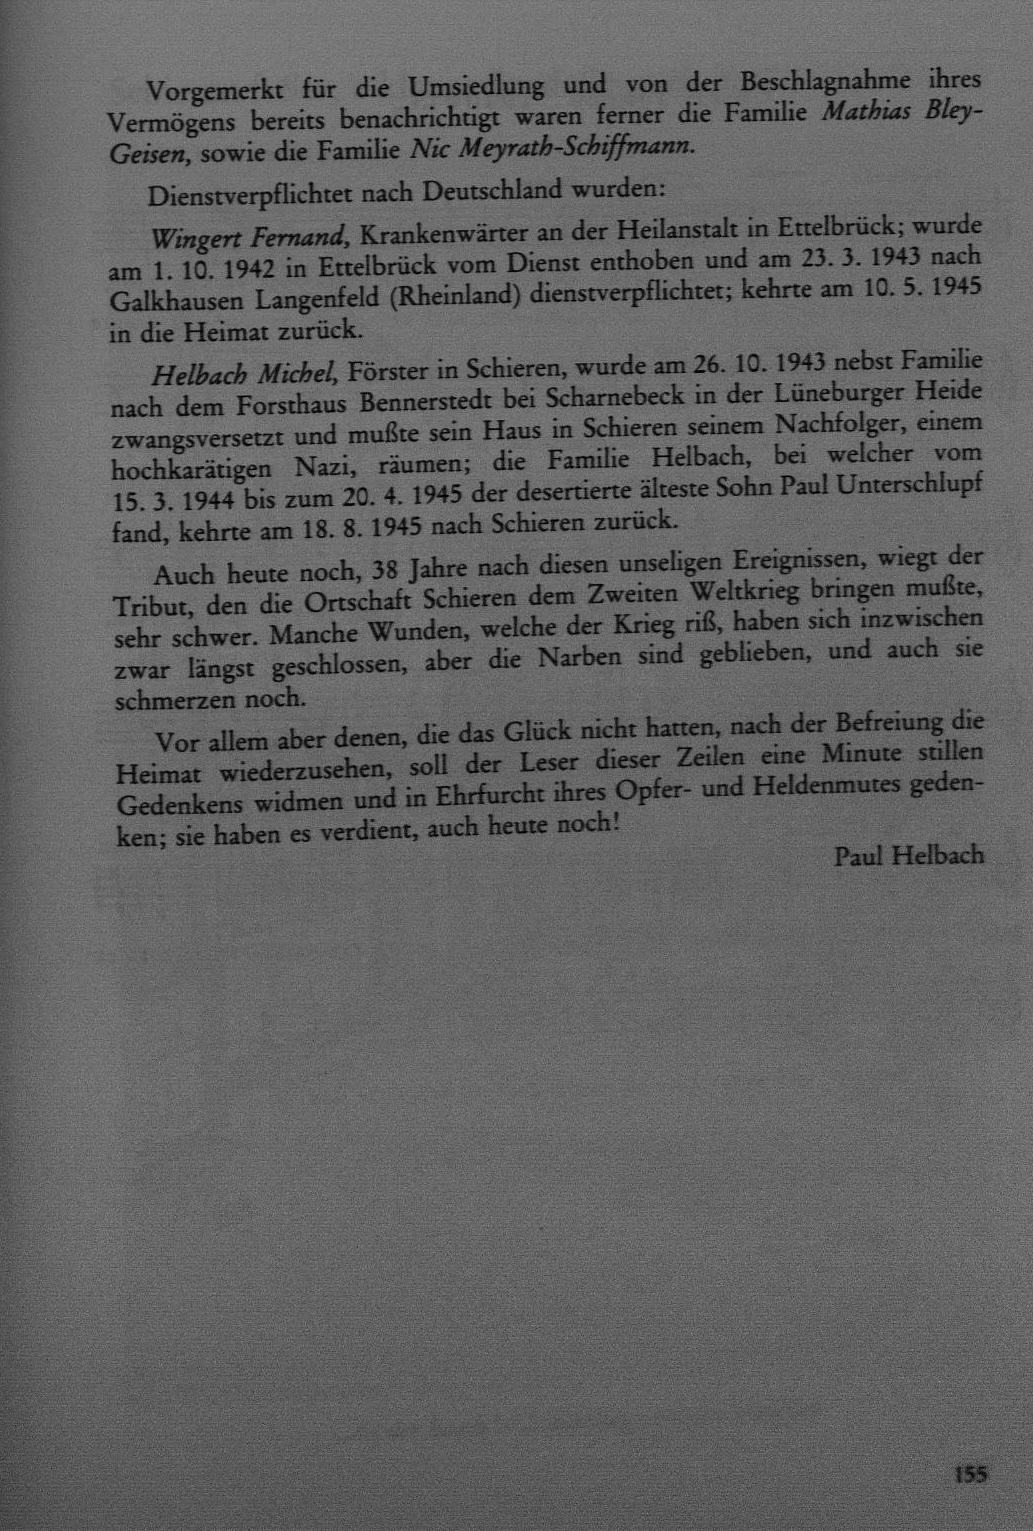 Vorgemerkt für die Umsiedlung und von der Beschlagnahme ihres
Vermögens bereits benachrichtigt waren ferner die Familie Mathias Bley-
Geisen, sowie die Familie Nic Meyrath-Schiffmann.
Dienstverpflichtet nach Deutschland wurden:
Wingert Fernand, Krankenwärter an der Heilanstalt in Ettelbrück; wurde
am 1. 10. 1942 in Ettelbrück vom Dienst enthoben und am 23. 3. 1943 nach
Galkhausen Langenfeld (Rheinland) dienstverpflichtet; kehrte am 10. 5. 1945
in die Heimat zurück.
Helbach Michel, Förster in Schieren, wurde am 26. 10. 1943 nebst Familie
nach dem Forsthaus Bennerstedt bei Scharnebeck in der Lüneburger Heide
zwangsversetzt und mußte sein Haus in Schieren seinem Nachfolger, einem
hochkarätigen Nazi, räumen; die Familie Helbach, bei welcher vom
15. 3. 1944 bis zum 20. 4. 1945 der desertierte älteste Sohn Paul Unterschlupf
fand, kehrte am 18. 8. 1945 nach Schieren zurück.
Auch heute noch, 38 Jahre nach diesen unseligen Ereignissen, wiegt der
Tribut, den die Ortschaft Schieren dem Zweiten Weltkrieg bringen mußte,
sehr schwer. Manche Wunden, welche der Krieg riß, haben sich inzwischen
zwar längst geschlossen, aber die Narben sind geblieben, und auch sie
schmerzen noch.
Vor allem aber denen, die das Glück nicht hatten, nach der Befreiung die
Heimat wiederzusehen, soll der Leser dieser Zeilen eine Minute stillen
Gedenkens widmen und in Ehrfurcht ihres Opfer- und Heldenmutes geden-
ken; sie haben es verdient, auch heute noch!
Paul Helbach
155